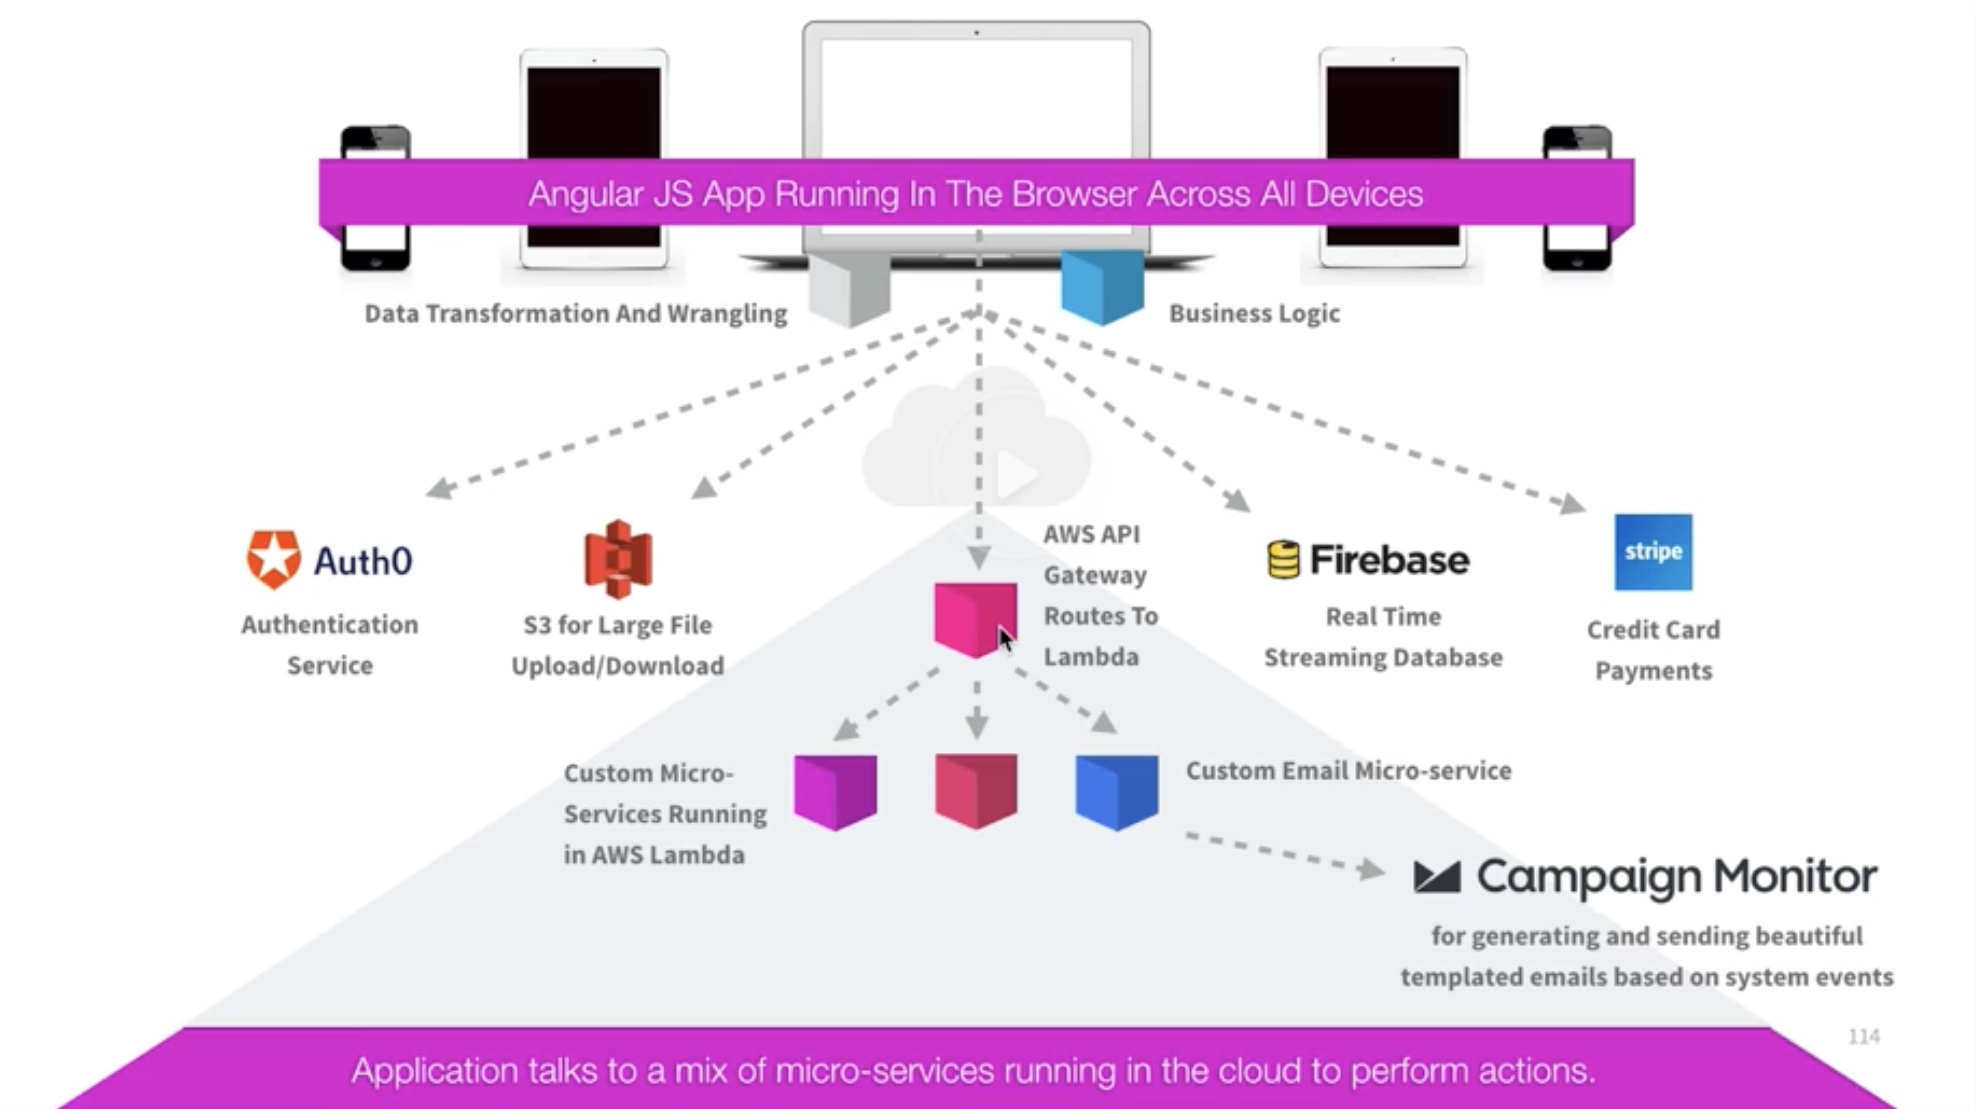 Angular JS App Running In The Browser Across All Devices
Data Transformation And Wrangling
Business Logic
Auth0
Authentication
Service
S3 for Large File
Upload/Download
AWS API
Gateway
Routes To
Lambda
Firebase
Real Time
Streaming Database
stripe
Credit Card
Payments
Custom Micro-
Services Running
in AWS Lambda
Custom Email Micro-service
Campaign Monitor
for generating and sending beautiful
templated emails based on system events
114
Application talks to a mix of micro-services running in the cloud to perform actions.